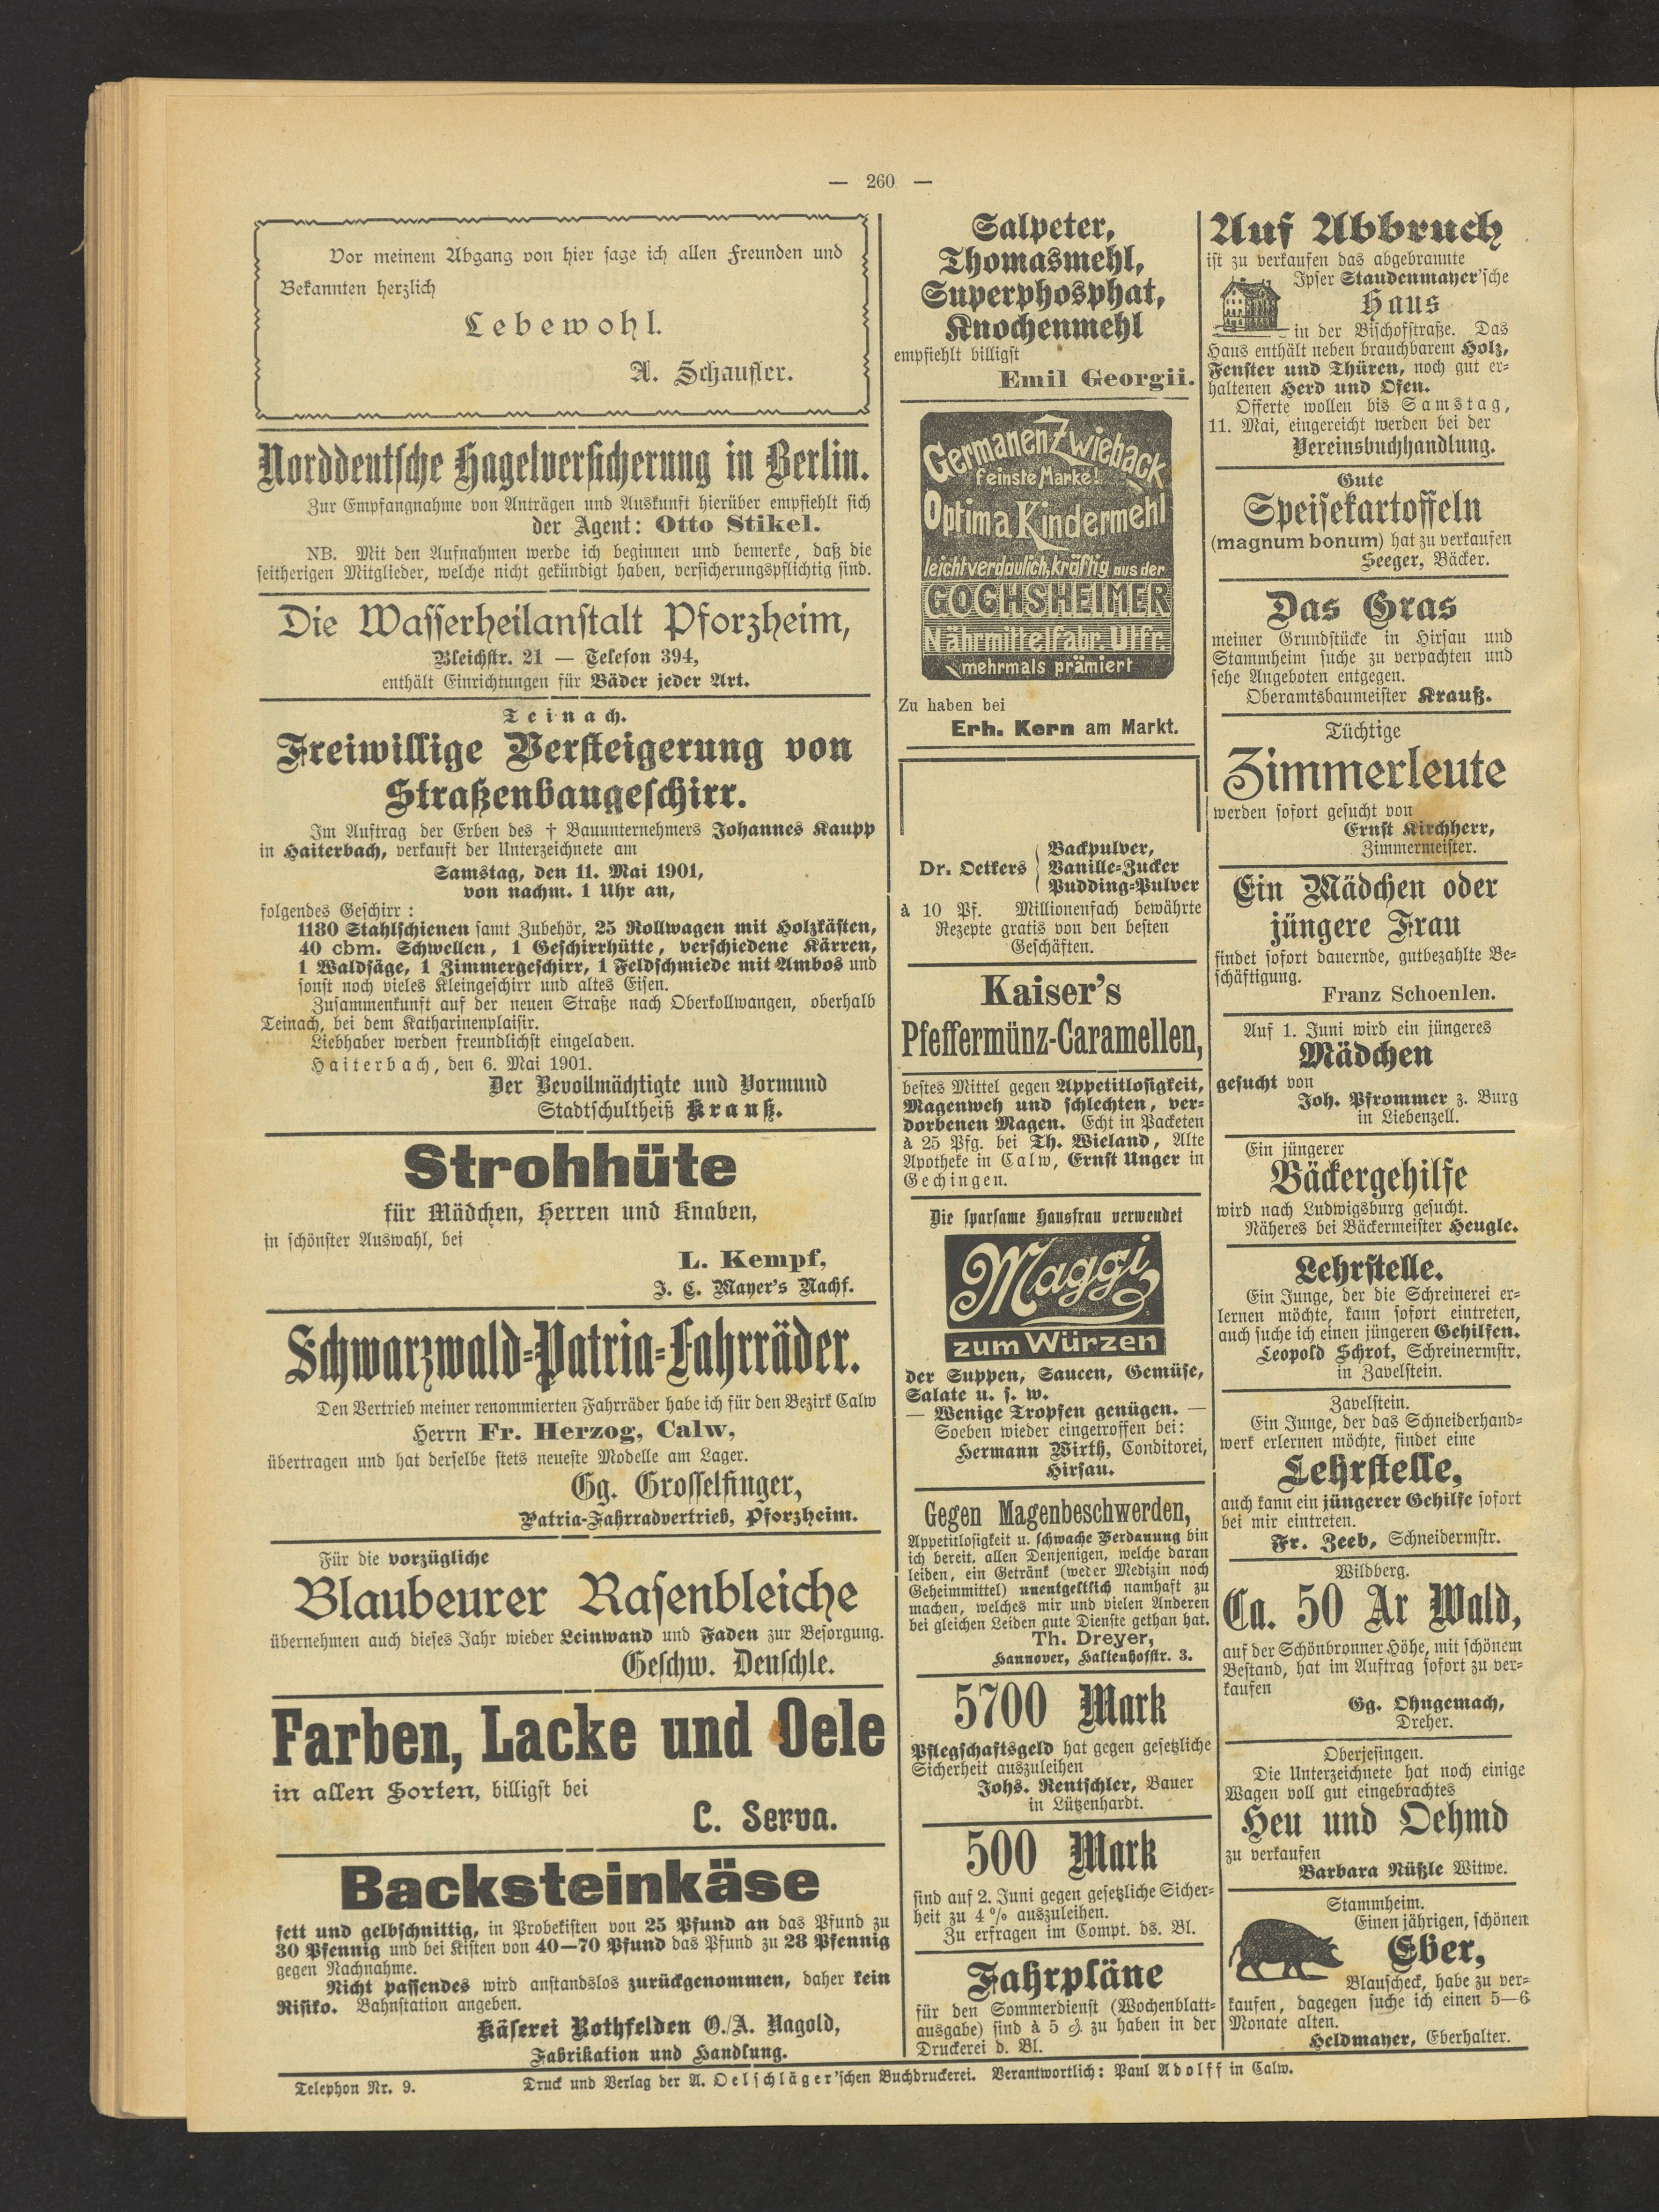 — 260 —
Vor meinem Abgang von hier sage ich allen Freunden und
Bekannten herzlich
Lebewohl.
A. Schaufler.
Norddeutsche Hagelversicherung in Berlin.
Zur Empfangnahme von Anträgen und Auskunft hierüber empfiehlt sich
der Agent: Otto Stikel.
NB. Mit den Aufnahmen werde ich beginnen und bemerke, daß die
seitherigen Mitglieder, welche nicht gekündigt haben, versicherungspflichtig sind.
Die Wasserheilanstalt Pforzheim,
Bleichstr. 21 — Telefon 394,
enthält Einrichtungen für Bäder jeder Art.
Teinach.
Freiwillige Versteigerung von
Straßenbaugeschirr.
Im Auftrag der Erben des † Bauunternehmers Johannes Kaupp
in Haiterbach, verkauft der Unterzeichnete am
Samstag, den 11. Mai 1901,
von nachm. 1 Uhr an,
folgendes Geschirr:
1180 Stahlschienen samt Zubehör, 25 Rollwagen mit Holzkästen,
40 cbm. Schwellen, 1 Geschirrhütte, verschiedene Kärren,
1 Waldsäge, 1 Zimmergeschirr, 1 Feldschmiede mit Ambos und
sonst noch vieles Kleingeschirr und altes Eisen.
Zusammenkunft auf der neuen Straße nach Oberkollwangen, oberhalb
Teinach, bei dem Katharinenplaisir.
Liebhaber werden freundlichst eingeladen.
Haiterbach, den 6. Mai 1901.
Der Bevollmächtigte und Vormund
Stadtschultheiß Krauß.
Strohhüte
für Mädchen, Herren und Knaben,
in schönster Auswahl, bei
L. Kempf,
J. C. Mayer's Nachf.
Schwarzwald-Patria-Fahrräder.
Den Vertrieb meiner renommierten Fahrräder habe ich für den Bezirk Calw
Herrn Fr. Herzog, Calw,
übertragen und hat derselbe stets neueste Modelle am Lager.
Gg. Grosselfinger,
Patria-Fahrradvertrieb, Pforzheim.
Für die vorzügliche
Blaubeurer Rasenbleiche
übernehmen auch dieses Jahr wieder Leinwand und Faden zur Besorgung.
Geschw. Deuschle.
Farben, Lacke und Oele
in allen Sorten, billigst bei
C. Serva.
Backsteinkäse
fett und gelbschnittig, in Probekisten von 25 Pfund an das Pfund zu
30 Pfennig und bei Kisten von 40—70 Pfund das Pfund zu 28 Pfennig
gegen Nachnahme.
Nicht passendes wird anstandslos zurückgenommen, daher kein
Risiko. Bahnstation angeben.
Käserei Rothfelden O./A. Nagold,
Fabrikation und Handlung.
Salpeter,
Thomasmehl,
Superphosphat,
Knochenmehl
empfiehlt billigst
Emil Georgii.
Germanen Zwieback
feinste Marke!
Optima Kindermehl
leichtverdaulich, kräftig aus der
GOCHSHEIMER
Nährmittelfabr. Uffr.
mehrmals prämiert
Zu haben bei
Erh. Kern am Markt.
Dr. Oetkers
Backpulver,
Vanille-Zucker
Pudding-Pulver
à 10 Pf. Millionenfach bewährte
Rezepte gratis von den besten
Geschäften.
Kaiser's
Pfeffermünz-Caramellen,
bestes Mittel gegen Appetitlosigkeit,
Magenweh und schlechten, ver-
dorbenen Magen. Echt in Packeten
à 25 Pfg. bei Th. Wieland, Alte
Apotheke in Calw, Ernst Unger in
Gechingen.
Die sparsame Hausfrau verwendet
Maggi
zum Würzen
der Suppen, Saucen, Gemüse,
Salate u. s. w.
— Wenige Tropfen genügen. —
Soeben wieder eingetroffen bei:
Hermann Wirth, Conditorei,
Hirsau.
Gegen Magenbeschwerden,
Appetitlosigkeit u. schwache Verdauung bin
ich bereit, allen Denjenigen, welche daran
leiden, ein Getränk (weder Medizin noch
Geheimmittel) unentgeltlich namhaft zu
machen, welches mir und vielen Anderen
bei gleichen Leiden gute Dienste gethan hat.
Th. Dreyer,
Hannover, Haltenhofstr. 3.
5700 Mark
Pflegschaftsgeld hat gegen gesetzliche
Sicherheit auszuleihen
Johs. Rentschler, Bauer
in Lützenhardt.
500 Mark
sind auf 2. Juni gegen gesetzliche Sicher-
heit zu 4 % auszuleihen.
Zu erfragen im Compt. ds. Bl.
Fahrpläne
für den Sommerdienst (Wochenblatt-
ausgabe) sind à 5 ₰ zu haben in der
Druckerei d. Bl.
Auf Abbruch
ist zu verkaufen das abgebrannte
Ipser Staudenmayer'sche
Haus
in der Bischofstraße. Das
Haus enthält neben brauchbarem Holz,
Fenster und Thüren, noch gut er-
haltenen Herd und Ofen.
Offerte wollen bis Samstag,
11. Mai, eingereicht werden bei der
Vereinsbuchhandlung.
Gute
Speisekartoffeln
(magnum bonum) hat zu verkaufen
Seeger, Bäcker.
Das Gras
meiner Grundstücke in Hirsau und
Stammheim suche zu verpachten und
sehe Angeboten entgegen.
Oberamtsbaumeister Krauß.
Tüchtige
Zimmerleute
werden sofort gesucht von
Ernst Kirchherr,
Zimmermeister.
Ein Mädchen oder
jüngere Frau
findet sofort dauernde, gutbezahlte Be-
schäftigung.
Franz Schoenlen.
Auf 1. Juni wird ein jüngeres
Mädchen
gesucht von
Joh. Pfrommer z. Burg
in Liebenzell.
Ein jüngerer
Bäckergehilfe
wird nach Ludwigsburg gesucht.
Näheres bei Bäckermeister Heugle.
Lehrstelle.
Ein Junge, der die Schreinerei er-
lernen möchte, kann sofort eintreten,
auch suche ich einen jüngeren Gehilfen.
Leopold Schrot, Schreinermstr.
in Zavelstein.
Zavelstein.
Ein Junge, der das Schneiderhand-
werk erlernen möchte, findet eine
Lehrstelle,
auch kann ein jüngerer Gehilfe sofort
bei mir eintreten.
Fr. Zeeb, Schneidermstr.
Wildberg.
Ca. 50 Ar Wald,
auf der Schönbronner Höhe, mit schönem
Bestand, hat im Auftrag sofort zu ver-
kaufen
Gg. Ohngemach,
Dreher.
Oberjesingen.
Die Unterzeichnete hat noch einige
Wagen voll gut eingebrachtes
Heu und Oehmd
zu verkaufen
Barbara Nüßle Witwe.
Stammheim.
Einen jährigen, schönen
Eber,
Blauscheck, habe zu ver-
kaufen, dagegen suche ich einen 5—6
Monate alten.
Heldmayer, Eberhalter.
Telephon Nr. 9.
Druck und Verlag der A. Oelschläger'schen Buchdruckerei. Verantwortlich: Paul Adolff in Calw.